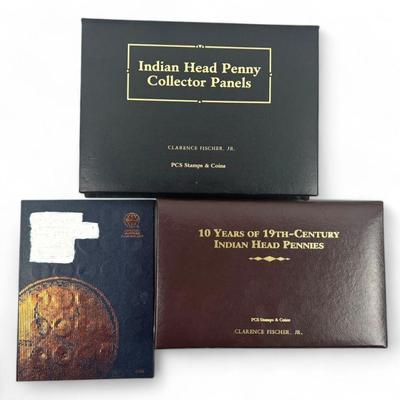 Indian Head Penny
Collector Panels
CLARENCE FISCHER, JR.
PCS Stamps & Coins
10 YEARS OF 19TH-CENTURY
INDIAN HEAD PENNIES
PCS Stamps & Coins
CLARENCE FISCHER, JR.